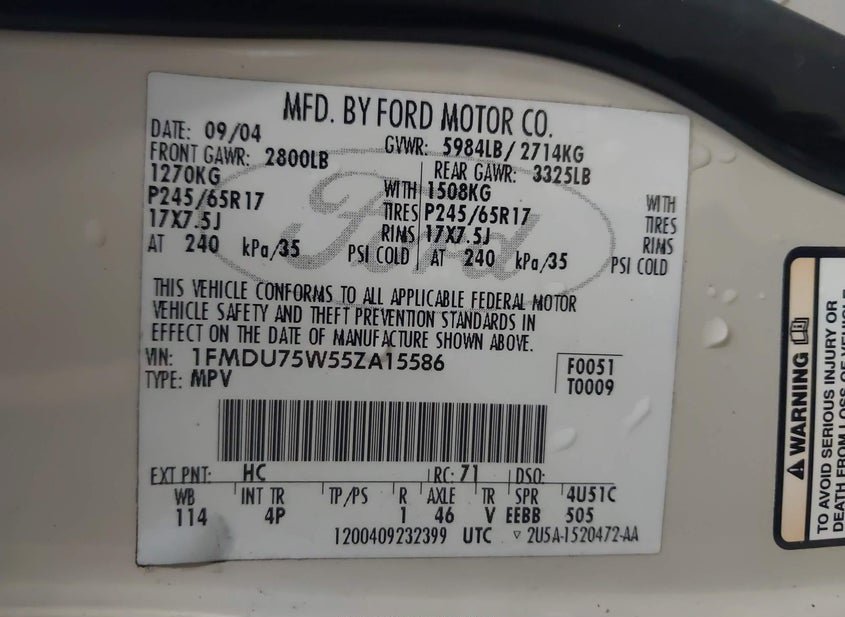 MFD. BY FORD MOTOR CO.
DATE: 09/04 GVWR: 5984LB/2714KG
FRONT GAWR: 2800LB REAR GAWR: 3325LB
1270KG WITH 1508KG WITH
P245/65R17 TIRES P245/65R17 TIRES
17X7.5J RIMS 17X7.5J RIMS
AT 240 kPa/35 PSI COLD AT 240 kPa/35 PSI COLD
Ford
THIS VEHICLE CONFORMS TO ALL APPLICABLE FEDERAL MOTOR
VEHICLE SAFETY AND THEFT PREVENTION STANDARDS IN
EFFECT ON THE DATE OF MANUFACTURE SHOWN ABOVE.
VIN: 1FMDU75W55ZA15586 F0051
TYPE: MPV T0009
EXT PNT: HC RC: 71 DSO:
WB INT TR TP/PS R AXLE TR SPR 4U51C
114 4P 1 46 V EEBB 505
1200409232399 UTC ▽ 2U5A-1520472-AA
WARNING
TO AVOID SERIOUS INJURY OR
DEATH FROM LOSS OF